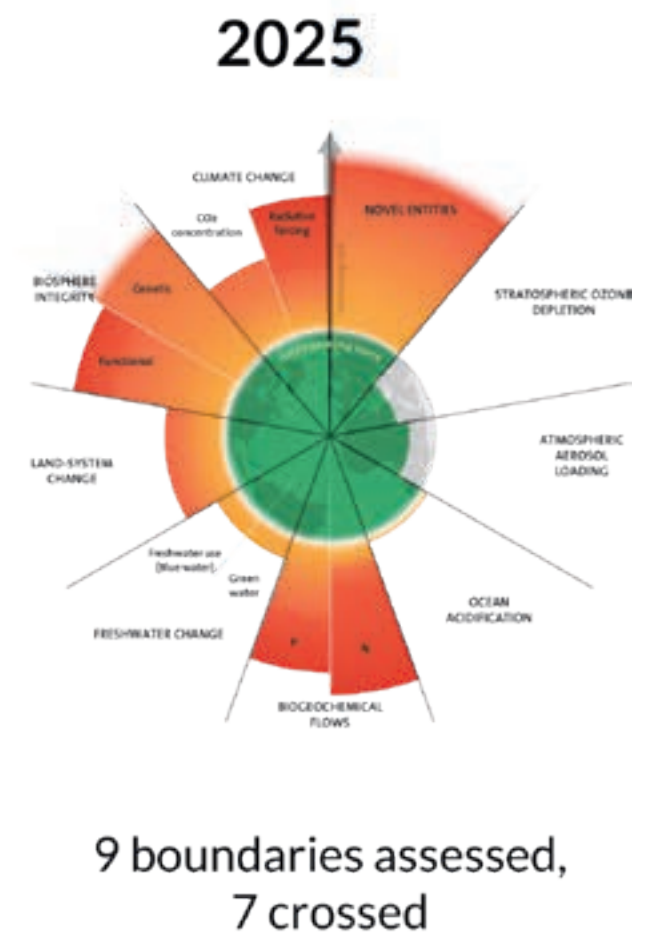 2025
CLIMATE CHANGE
CO₂
concentration
Radiative
forcing
NOVEL ENTITIES
BIOSPHERE
INTEGRITY
Genetic
Functional
STRATOSPHERIC OZONE
DEPLETION
ATMOSPHERIC
AEROSOL
LOADING
LAND-SYSTEM
CHANGE
Freshwater use
(Blue water)
Green
water
OCEAN
ACIDIFICATION
FRESHWATER CHANGE
P
N
BIOGEOCHEMICAL
FLOWS
9 boundaries assessed,
7 crossed